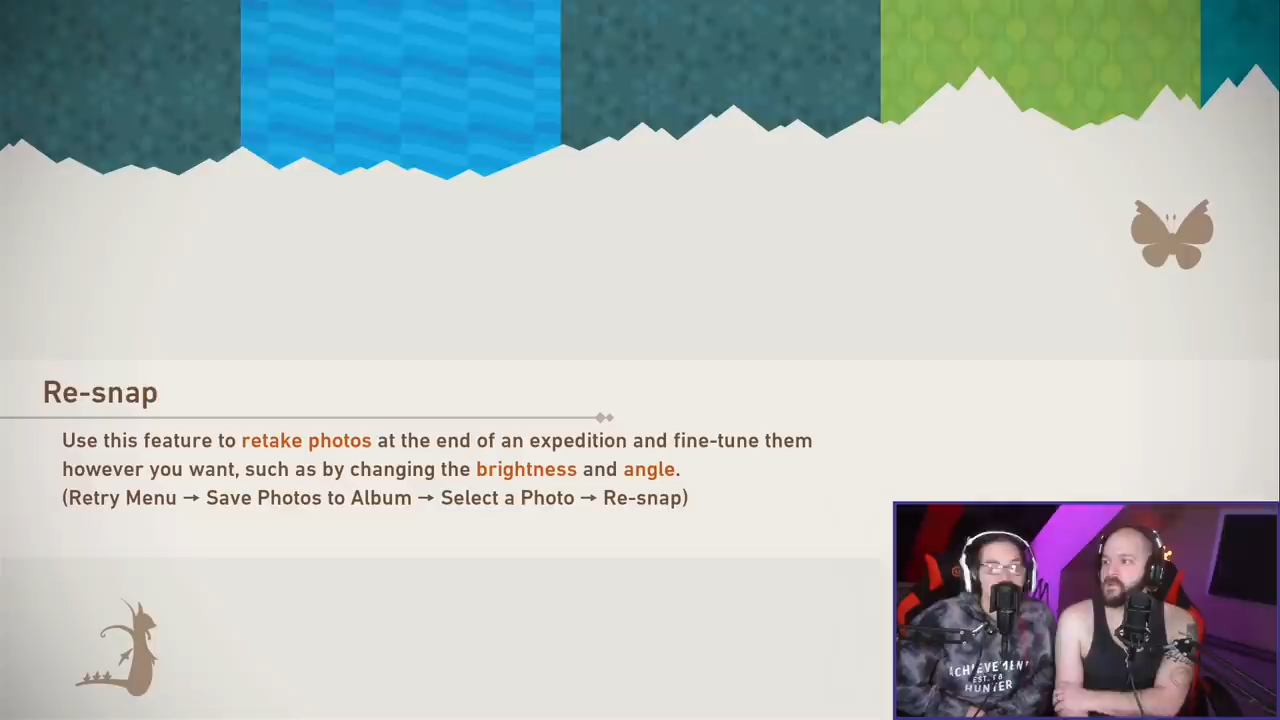 Re-snap
Use this feature to retake photos at the end of an expedition and fine-tune them
however you want, such as by changing the brightness and angle.
(Retry Menu → Save Photos to Album → Select a Photo → Re-snap)
ACHIEVEMENT
HUNTER